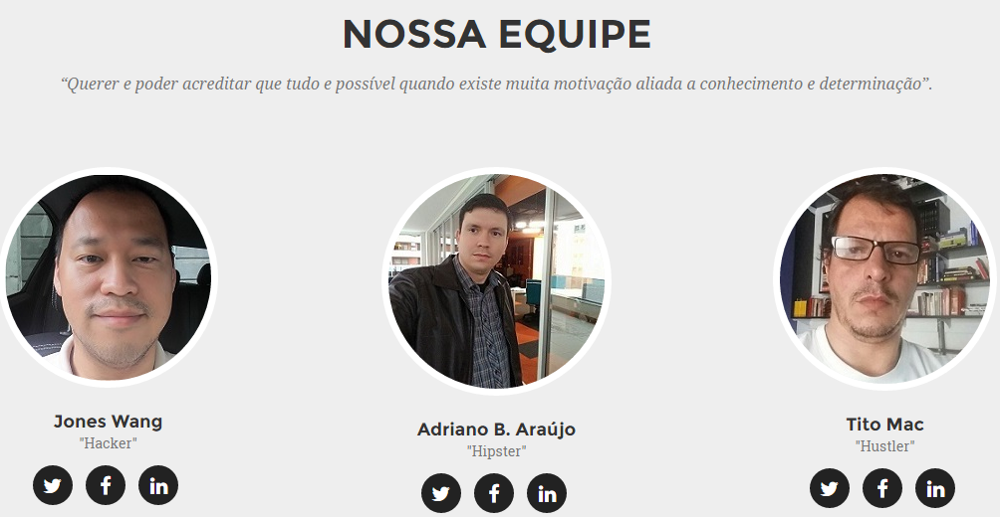 NOSSA EQUIPE
“Querer e poder acreditar que tudo e possível quando existe muita motivação aliada a conhecimento e determinação”.
Jones Wang
"Hacker"
Adriano B. Araújo
"Hipster"
Tito Mac
"Hustler"